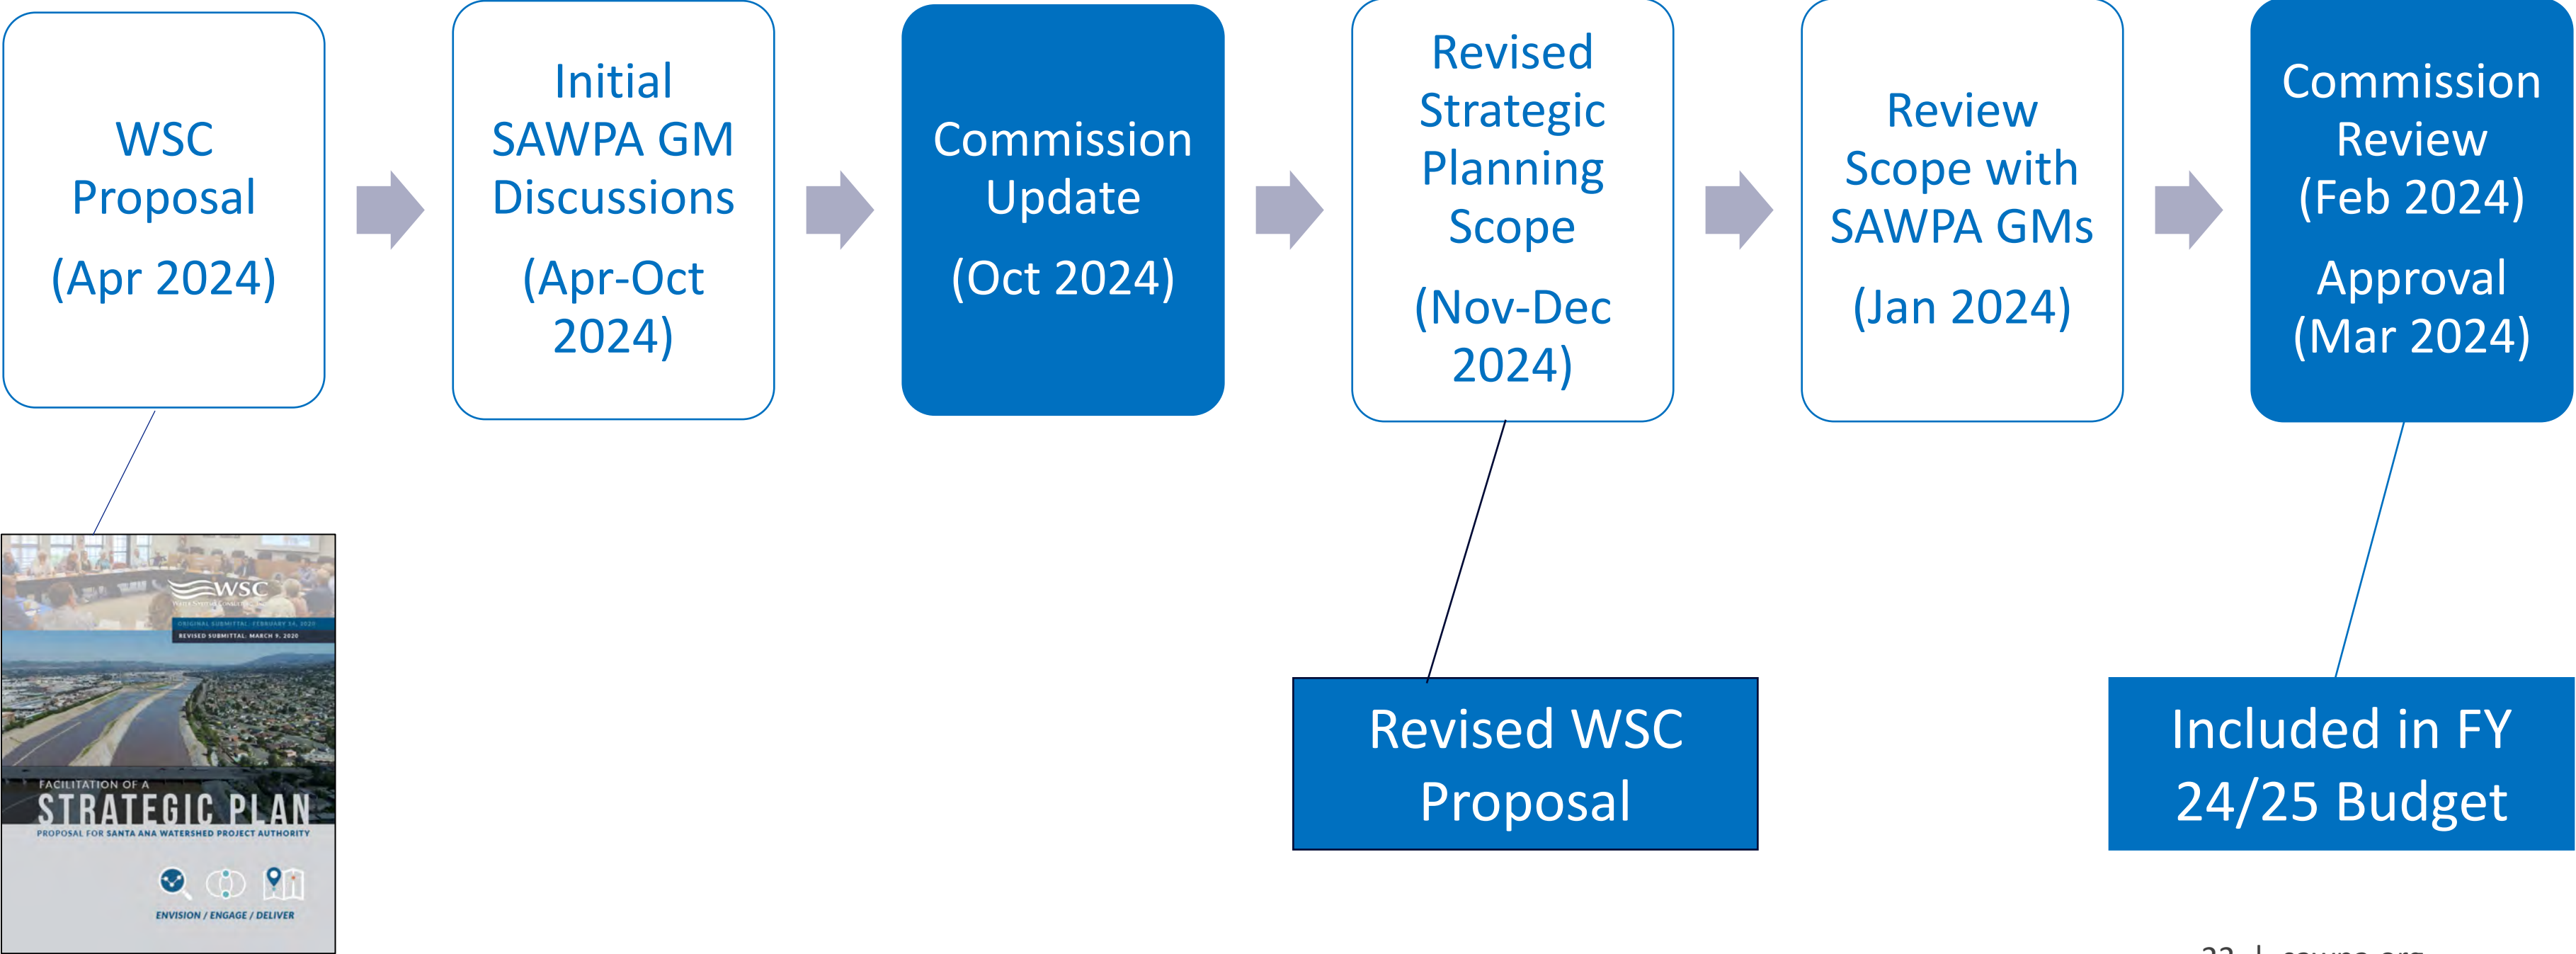 WSC
Proposal
(Apr 2024)
Initial
SAWPA GM
Discussions
(Apr-Oct
2024)
Commission
Update
(Oct 2024)
Revised
Strategic
Planning
Scope
(Nov-Dec
2024)
Review
Scope with
SAWPA GMs
(Jan 2024)
Commission
Review
(Feb 2024)
Approval
(Mar 2024)
WSC
ORIGINAL SUBMITTAL: FEBRUARY 14, 2020
REVISED SUBMITTAL: MARCH 9, 2020
FACILITATION OF A
STRATEGIC PLAN
PROPOSAL FOR SANTA ANA WATERSHED PROJECT AUTHORITY
ENVISION / ENGAGE / DELIVER
Revised WSC
Proposal
Included in FY
24/25 Budget
| sawpa.org